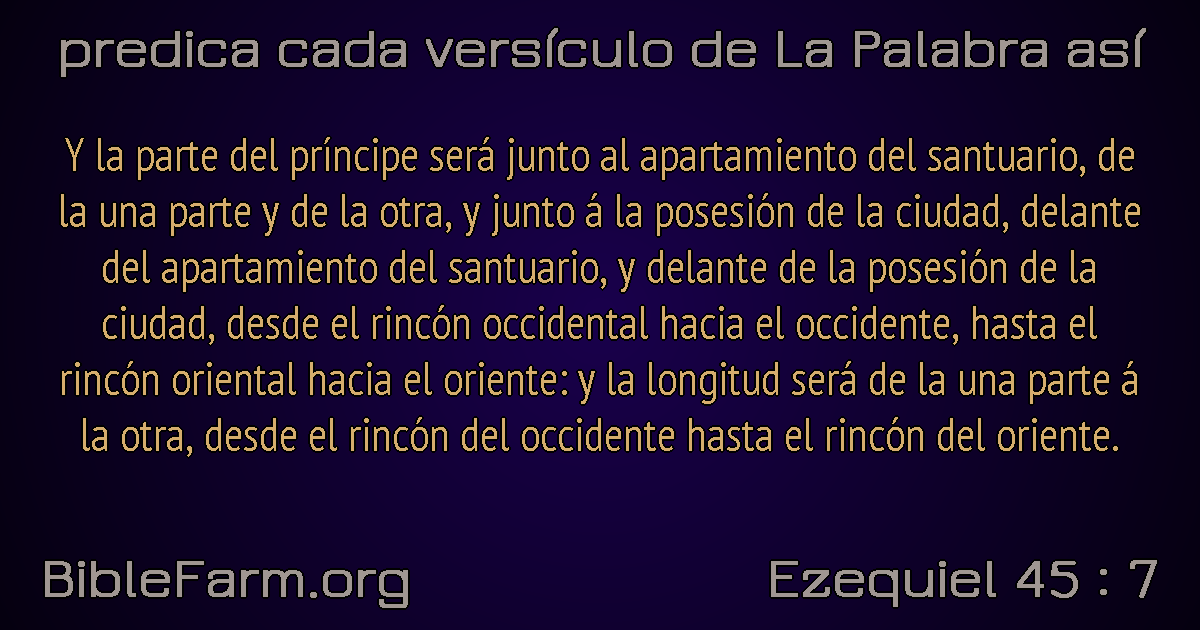 predica cada versículo de La Palabra así
Y la parte del príncipe será junto al apartamiento del santuario, de
la una parte y de la otra, y junto á la posesión de la ciudad, delante
del apartamiento del santuario, y delante de la posesión de la
ciudad, desde el rincón occidental hacia el occidente, hasta el
rincón oriental hacia el oriente: y la longitud será de la una parte á
la otra, desde el rincón del occidente hasta el rincón del oriente.
BibleFarm.org
Ezequiel 45 : 7